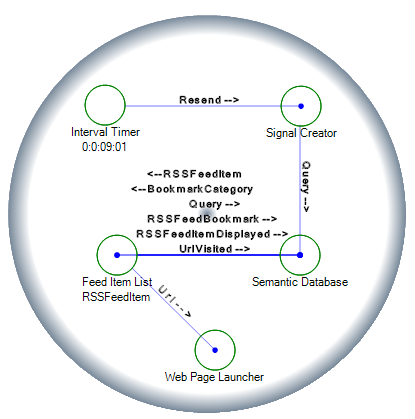 Resend -->
Interval Timer
0:0:09:01
Signal Creator
Query -->
<--RSSFeedItem
<--BookmarkCategory
Query -->
RSSFeedBookmark -->
RSSFeedItemDisplayed -->
UrlVisited -->
Feed Item List
RSSFeedItem
Semantic Database
Url -->
Web Page Launcher